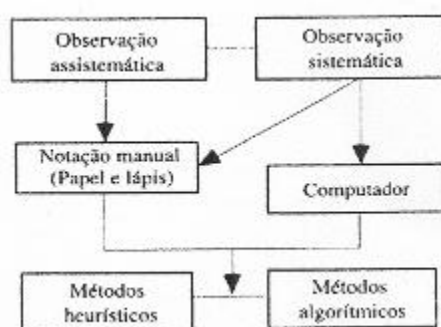 Observação
assistemática
Observação
sistemática
Notação manual
(Papel e lápis)
Computador
Métodos
heurísticos
Métodos
algorítmicos